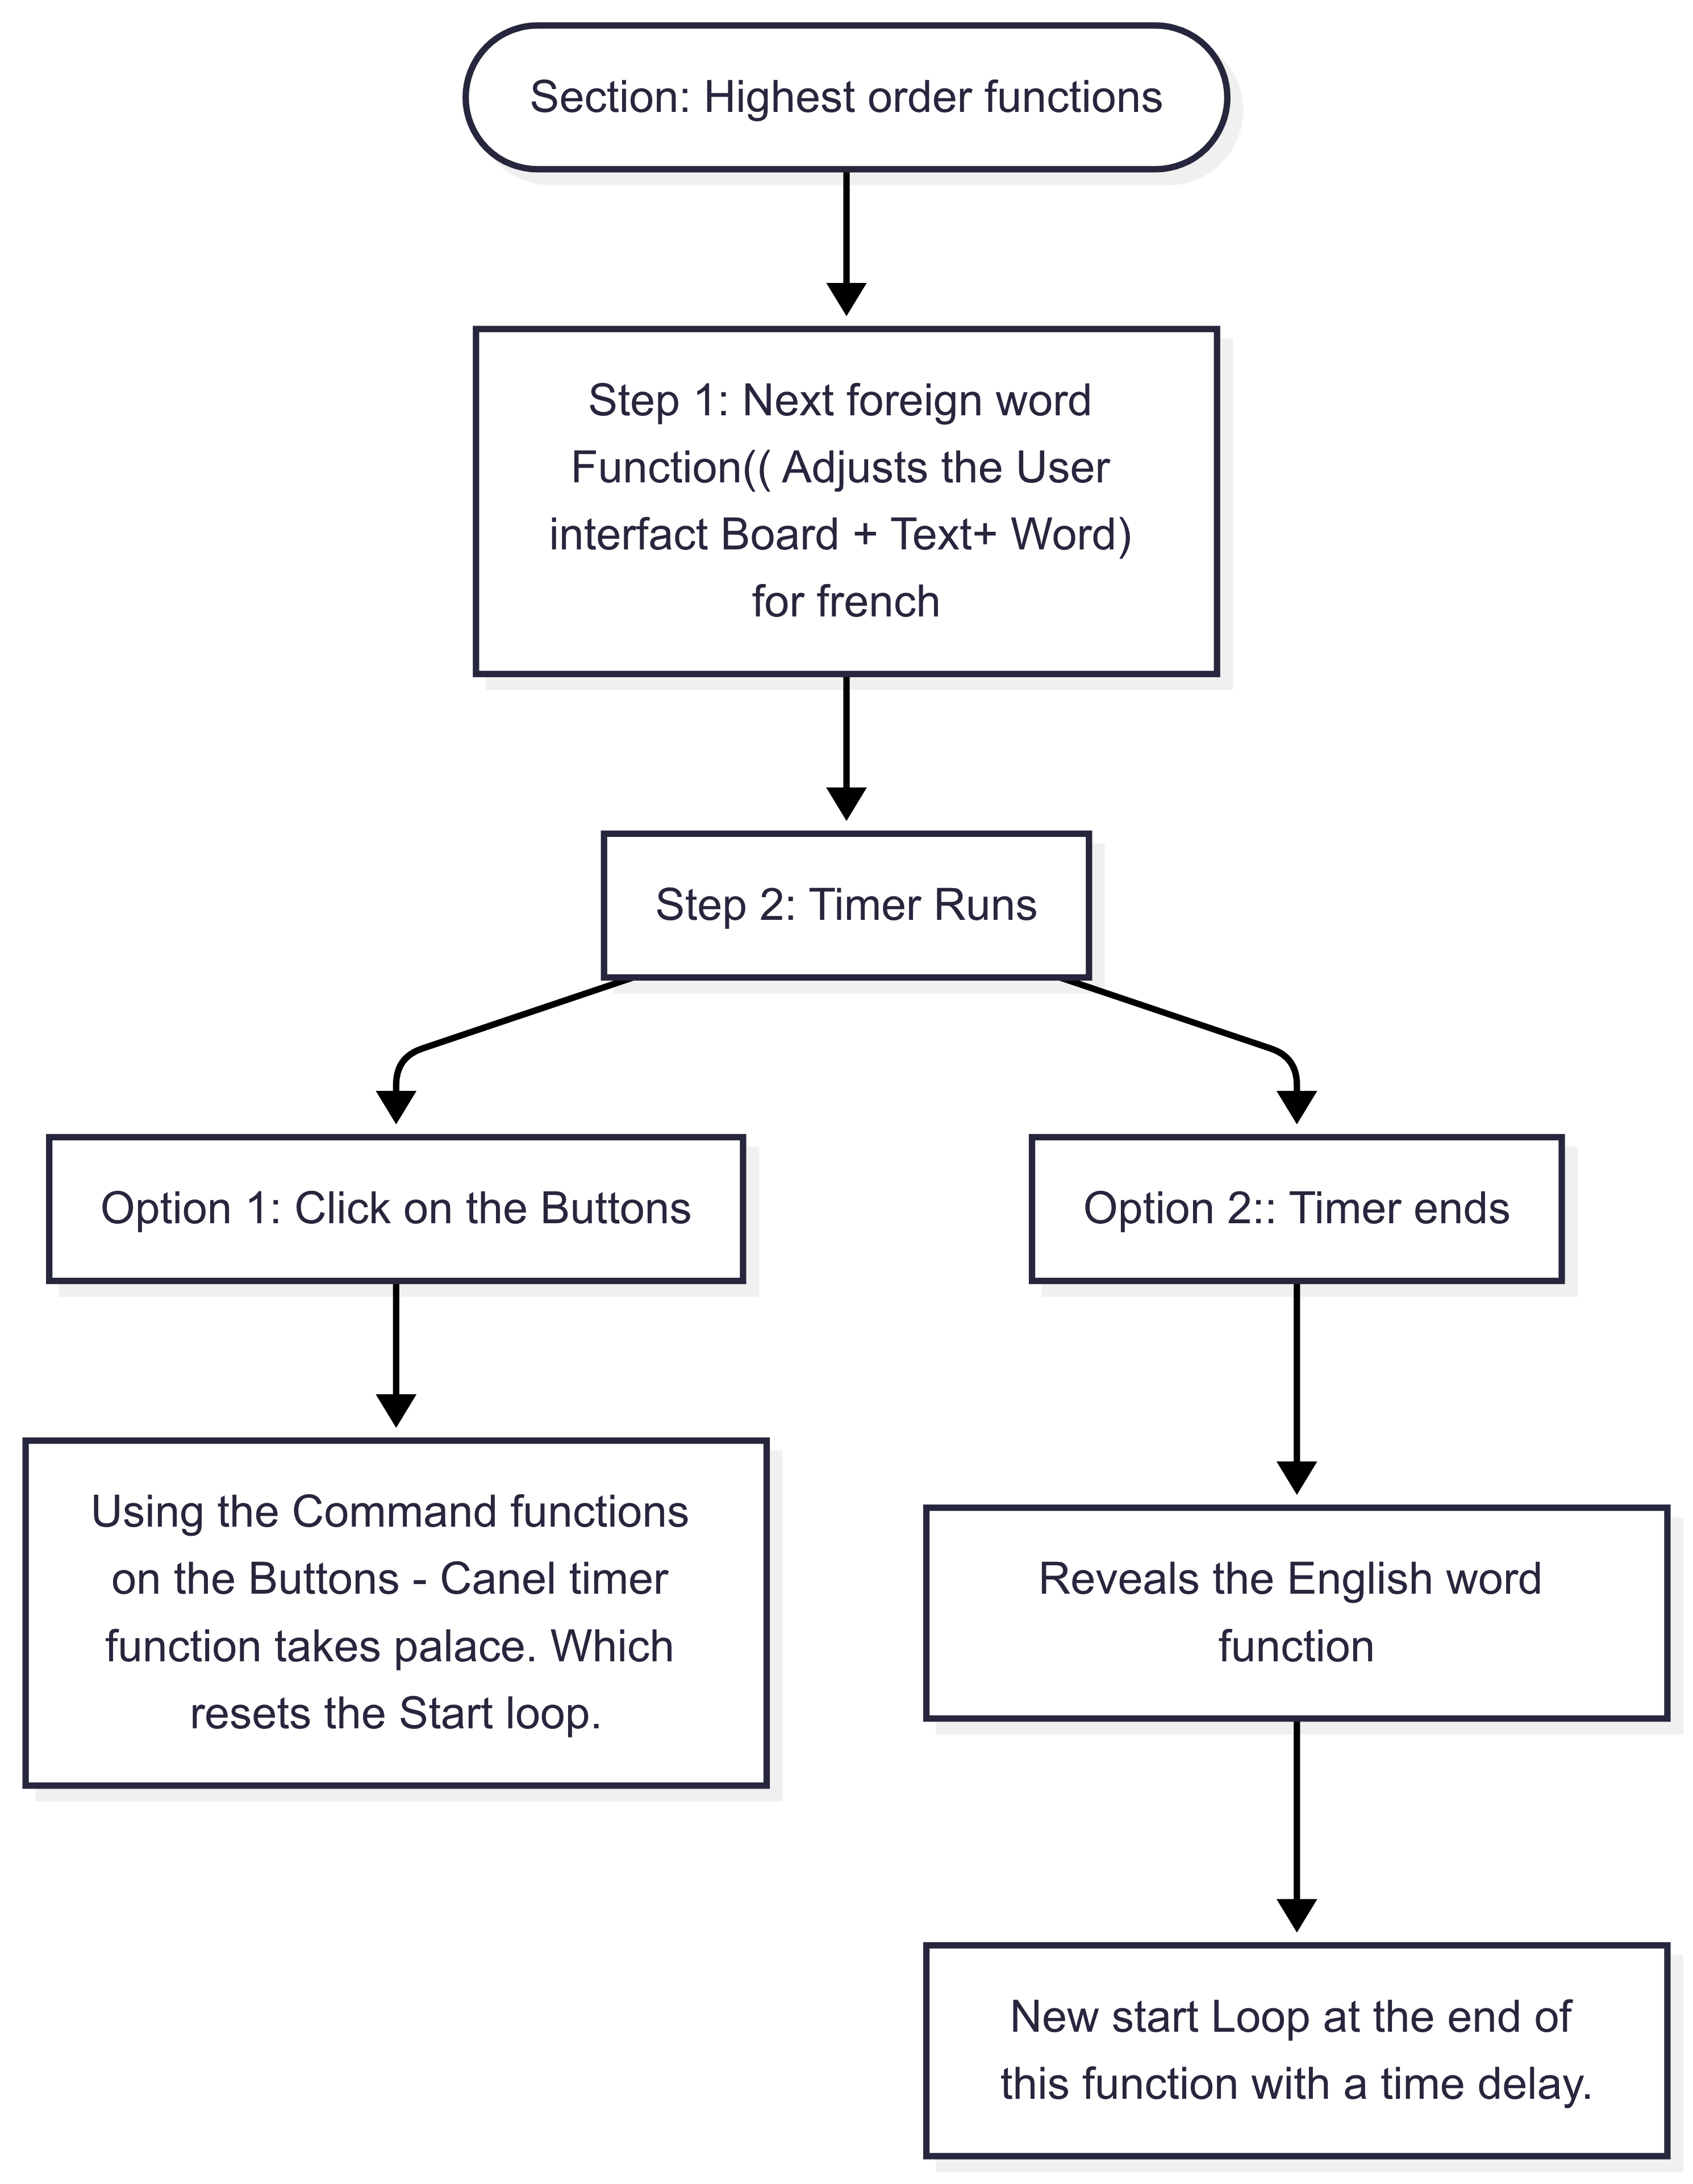 Section: Highest order functions
Step 1: Next foreign word
Function(( Adjusts the User
interfact Board + Text+ Word)
for french
Step 2: Timer Runs
Option 1: Click on the Buttons
Option 2:: Timer ends
Using the Command functions
on the Buttons - Canel timer
function takes palace. Which
resets the Start loop.
Reveals the English word
function
New start Loop at the end of
this function with a time delay.